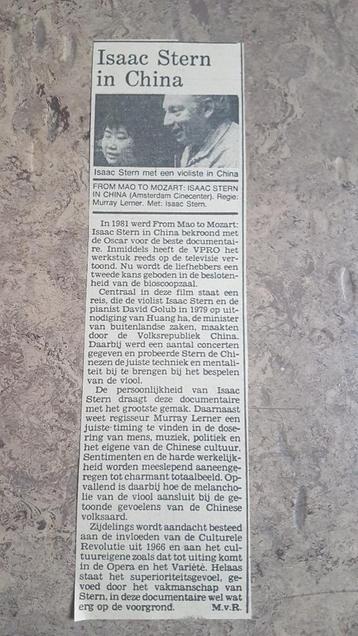 Isaac Stern
in China
Isaac Stern met een violiste in China
FROM MAO TO MOZART: ISAAC STERN
IN CHINA (Amsterdam Cinecenter). Regie:
Murray Lerner. Met: Isaac Stern.
In 1981 werd From Mao to Mozart:
Isaac Stern in China bekroond met
de Oscar voor de beste documentai-
re. Inmiddels heeft de VPRO het
werkstuk reeds op de televisie ver-
toond. Nu wordt de liefhebbers een
tweede kans geboden in de besloten-
heid van de bioscoopzaal.
Centraal in deze film staat een
reis, die de violist Isaac Stern en de
pianist David Golub in 1979 op uit-
nodiging van Huang ha, de minister
van buitenlandse zaken, maakten
door de Volksrepubliek China.
Daarbij werd een aantal concerten
gegeven en probeerde Stern de Chi-
nezen de juiste techniek en mentali-
teit bij te brengen bij het bespelen
van de viool.
De persoonlijkheid van Isaac
Stern draagt deze documentaire
met het grootste gemak. Daarnaast
weet regisseur Murray Lerner een
juiste timing te vinden in de dose-
ring van mens, muziek, politiek en
het eigene van de Chinese cultuur.
Sentimenten en de harde werkelijk-
heid worden meeslepend aaneenge-
regen tot charmant totaalbeeld. Op-
vallend is daarbij hoe de melancho-
lie van de viool aansluit bij de ge-
toonde gevoelens van de Chinese
volksaard.
Zijdelings wordt aandacht besteed
aan de invloeden van de Culturele
Revolutie uit 1966 en aan het cul-
tuureigene zoals dat tot uiting komt
in de Opera en het Variété. Helaas
staat het superioriteitsgevoel, ge-
voed door het vakmanschap van
Stern, in deze documentaire wel wat
erg op de voorgrond. M.v.R.